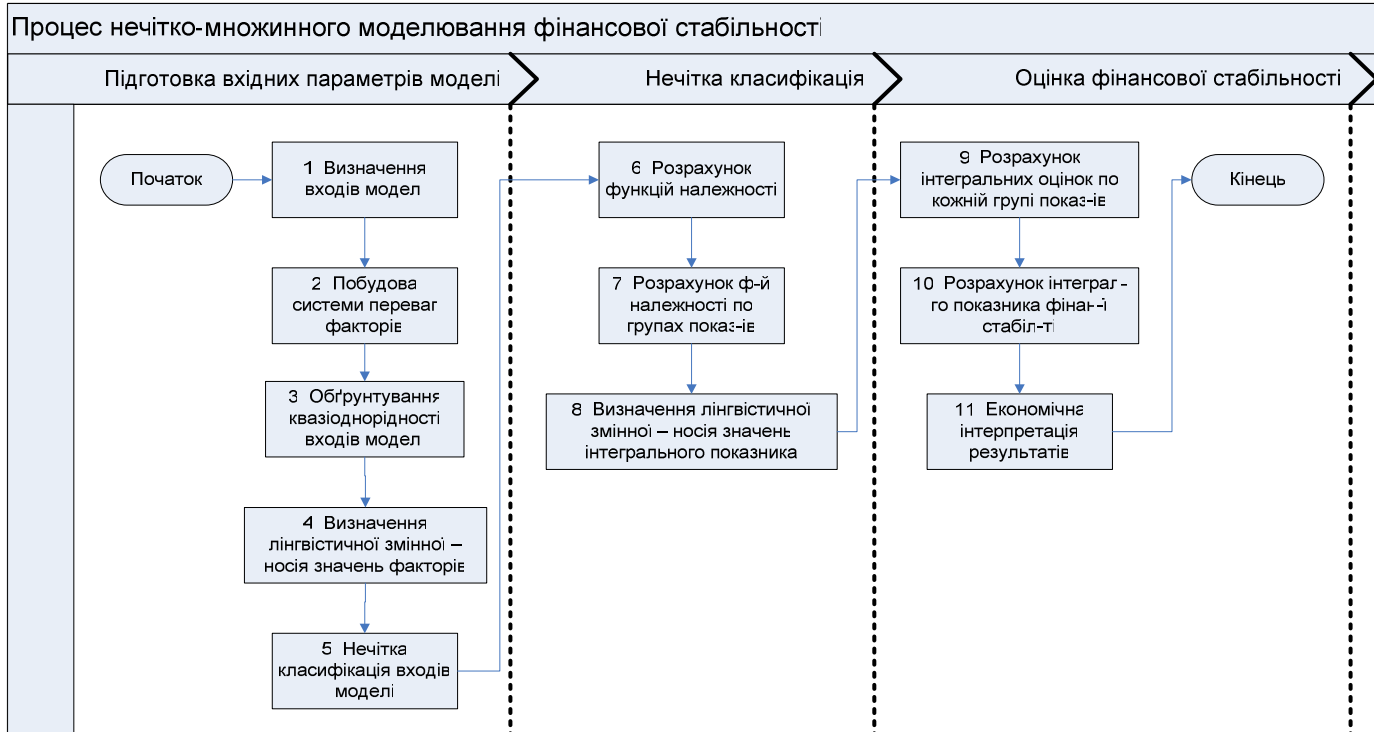 Процес нечітко-множинного моделювання фінансової стабільності
Підготовка вхідних параметрів моделі
Нечітка класифікація
Оцінка фінансової стабільності
Початок
1 Визначення
входів модел
2 Побудова
системи переваг
факторів
3 Обґрунтування
квазіоднорідності
входів модел
4 Визначення
лінгвістичної змінної –
носія значень факторів
5 Нечітка
класифікація входів
моделі
6 Розрахунок
функцій належності
7 Розрахунок ф-й
належності по
групах показ-ів
8 Визначення лінгвістичної
змінної – носія значень
інтегрального показника
9 Розрахунок
інтегральних оцінок по
кожній групі показ-ів
10 Розрахунок інтеграл-
го показника фінан-ї
стабіл-ті
11 Економічна
інтерпретація
результатів
Кінець